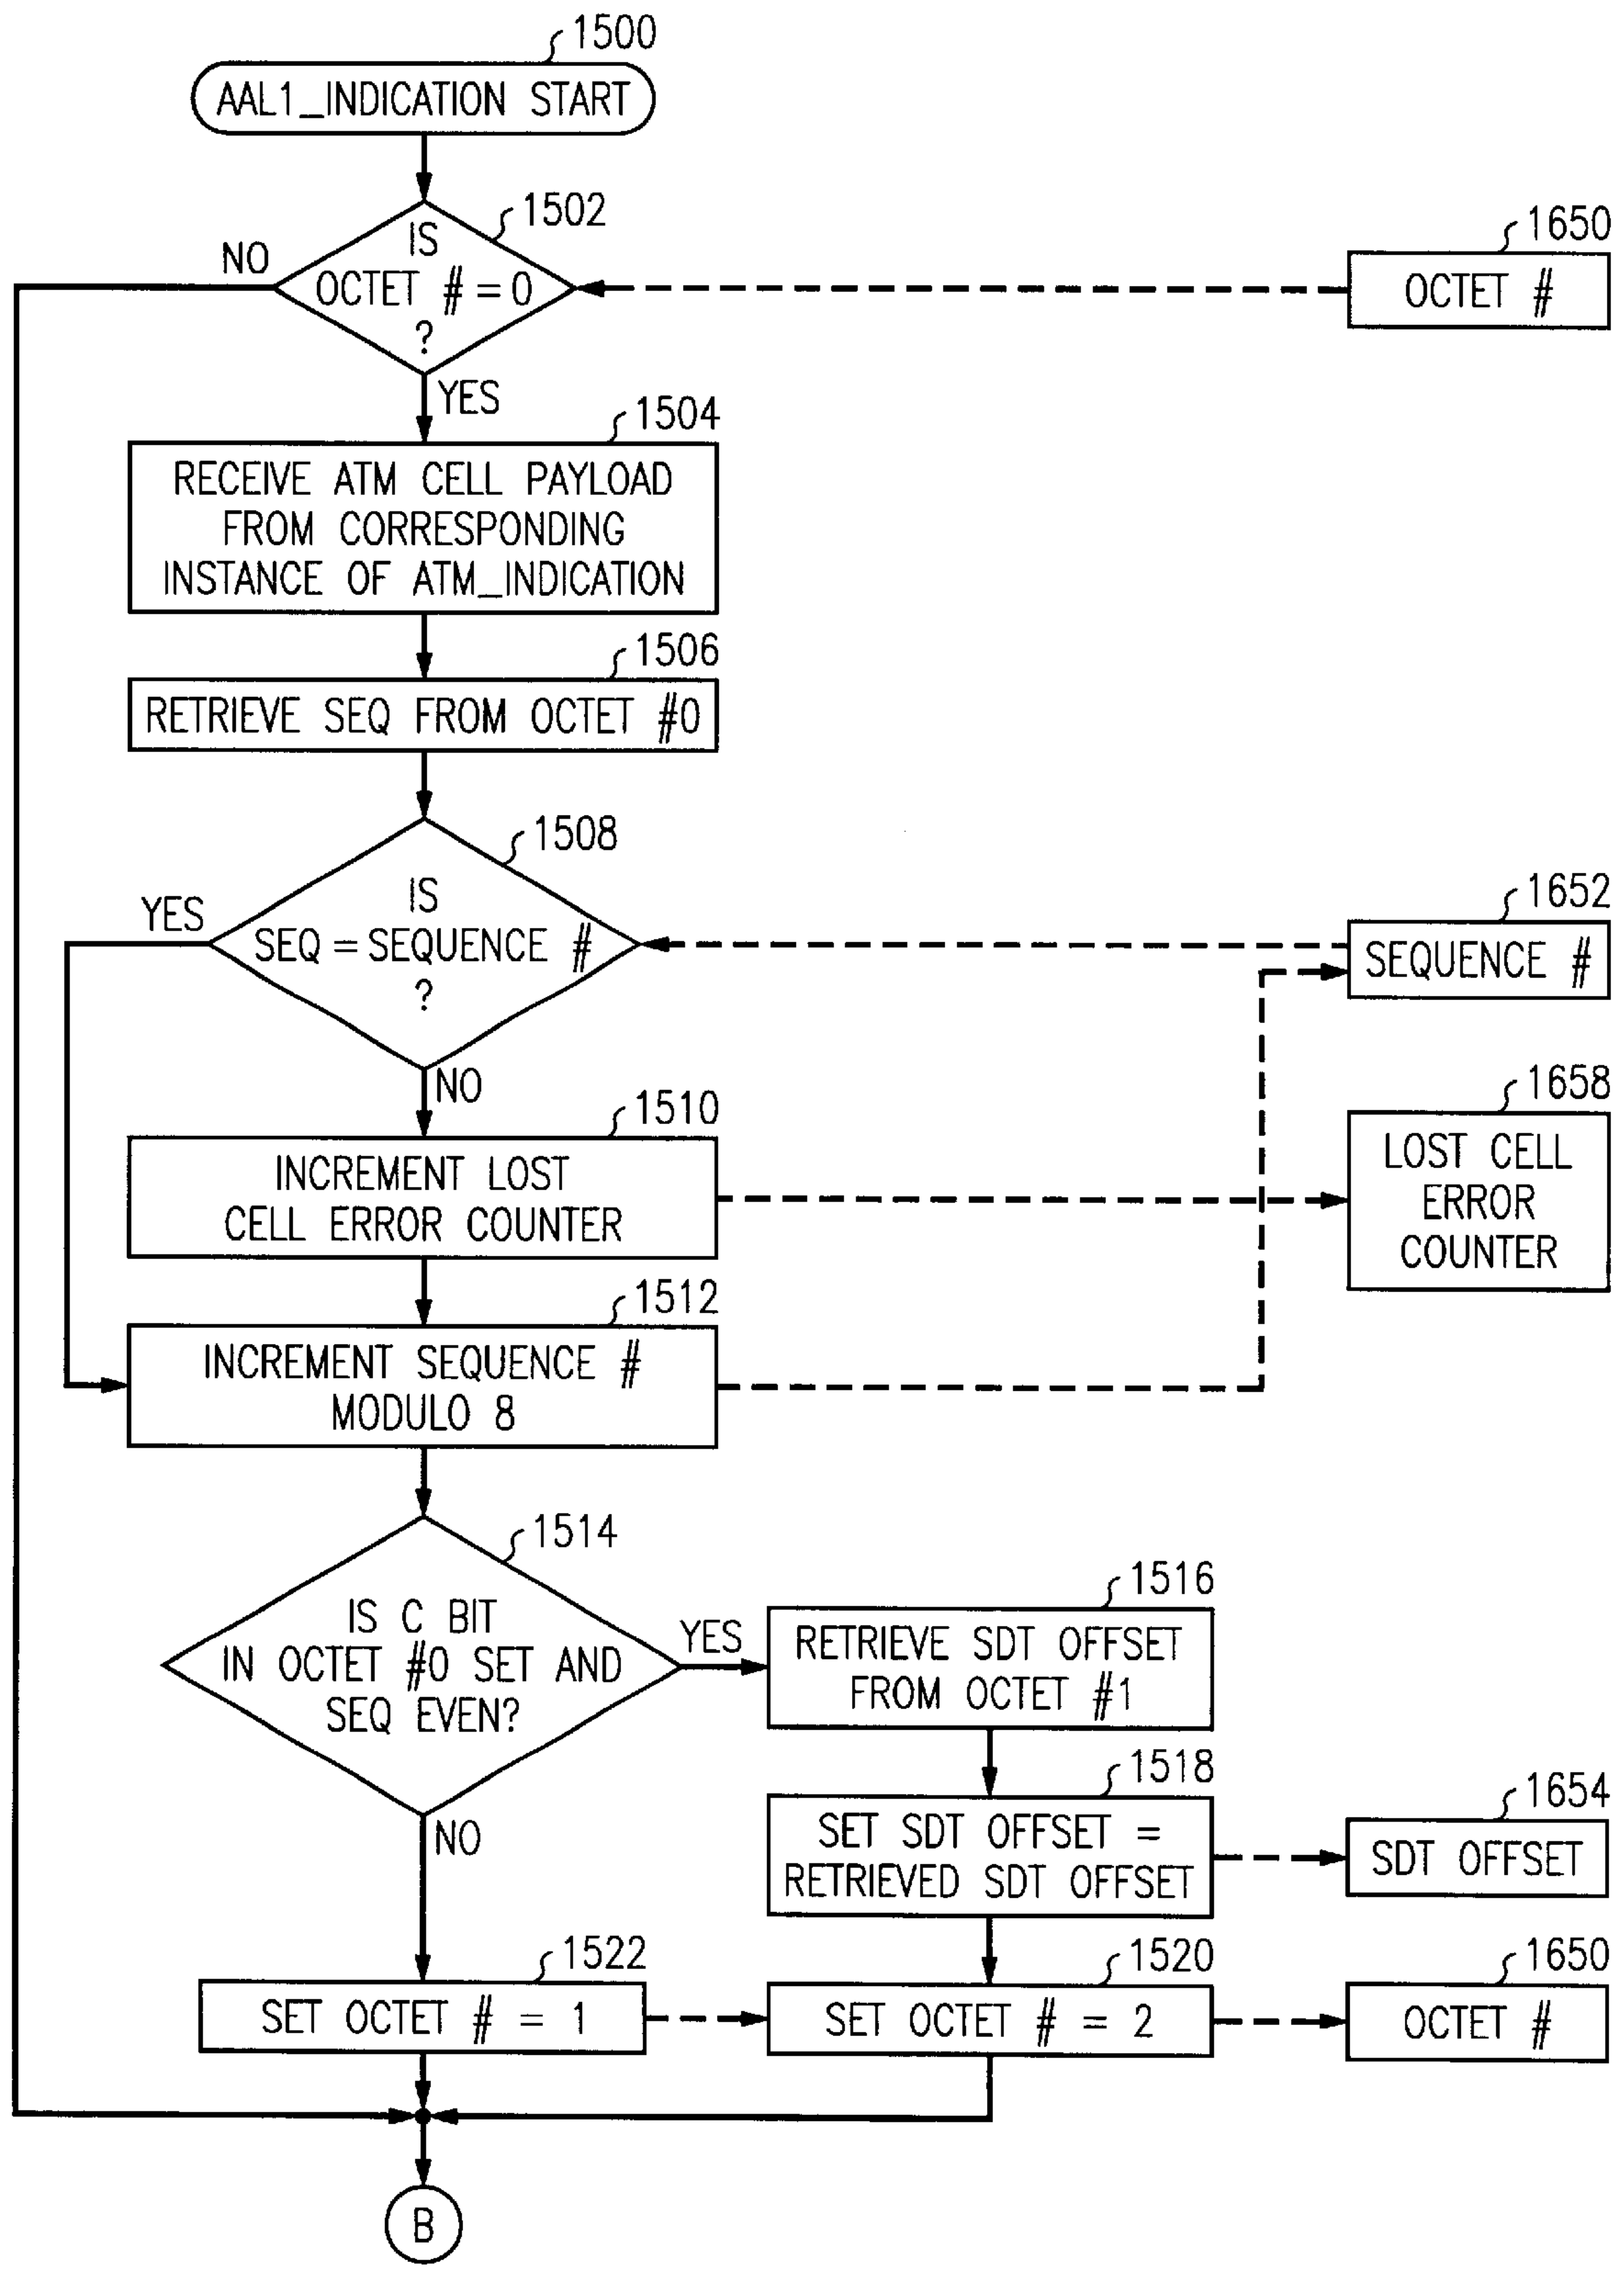 1500
AAL1_INDICATION START
1502
IS
OCTET # = 0
?
NO
YES
1650
OCTET #
1504
RECEIVE ATM CELL PAYLOAD
FROM CORRESPONDING
INSTANCE OF ATM_INDICATION
1506
RETRIEVE SEQ FROM OCTET #0
1508
IS
SEQ = SEQUENCE #
?
YES
NO
1652
SEQUENCE #
1510
INCREMENT LOST
CELL ERROR COUNTER
1658
LOST CELL
ERROR
COUNTER
1512
INCREMENT SEQUENCE #
MODULO 8
1514
IS C BIT
IN OCTET #0 SET AND
SEQ EVEN?
YES
NO
1516
RETRIEVE SDT OFFSET
FROM OCTET #1
1518
SET SDT OFFSET =
RETRIEVED SDT OFFSET
1654
SDT OFFSET
1522
SET OCTET # = 1
1520
SET OCTET # = 2
1650
OCTET #
B